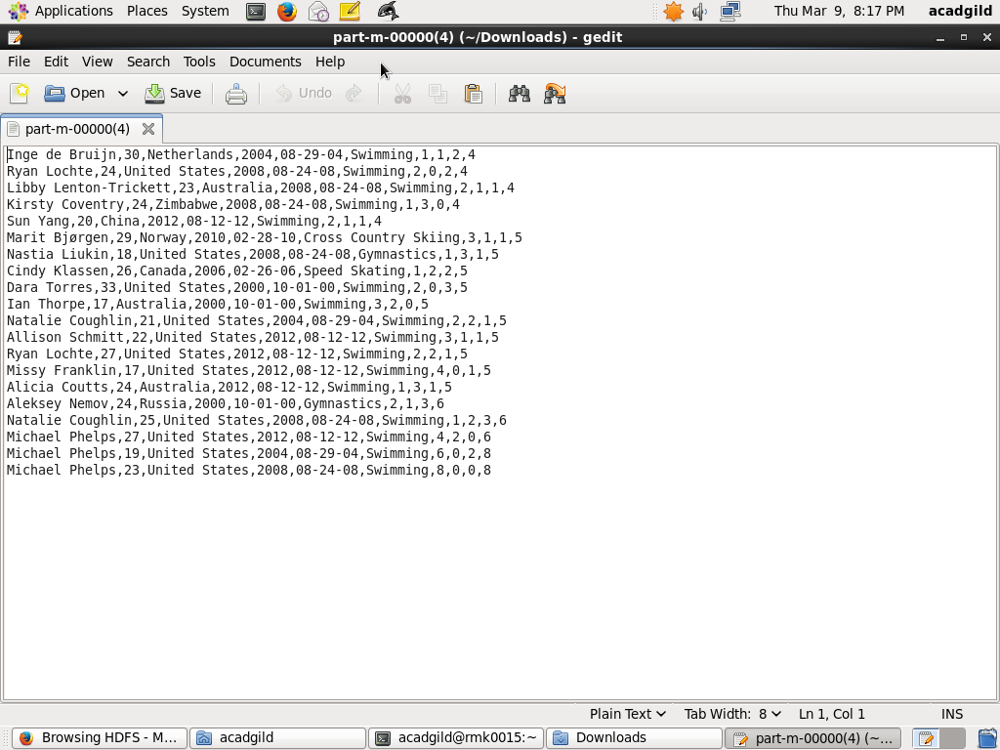 Applications Places System Thu Mar 9, 8:17 PM acadgild
part-m-00000(4) (~/Downloads) - gedit
File Edit View Search Tools Documents Help
Open Save Undo
part-m-00000(4)
Inge de Bruijn,30,Netherlands,2004,08-29-04,Swimming,1,1,2,4
Ryan Lochte,24,United States,2008,08-24-08,Swimming,2,0,2,4
Libby Lenton-Trickett,23,Australia,2008,08-24-08,Swimming,2,1,1,4
Kirsty Coventry,24,Zimbabwe,2008,08-24-08,Swimming,1,3,0,4
Sun Yang,20,China,2012,08-12-12,Swimming,2,1,1,4
Marit Bjørgen,29,Norway,2010,02-28-10,Cross Country Skiing,3,1,1,5
Nastia Liukin,18,United States,2008,08-24-08,Gymnastics,1,3,1,5
Cindy Klassen,26,Canada,2006,02-26-06,Speed Skating,1,2,2,5
Dara Torres,33,United States,2000,10-01-00,Swimming,2,0,3,5
Ian Thorpe,17,Australia,2000,10-01-00,Swimming,3,2,0,5
Natalie Coughlin,21,United States,2004,08-29-04,Swimming,2,2,1,5
Allison Schmitt,22,United States,2012,08-12-12,Swimming,3,1,1,5
Ryan Lochte,27,United States,2012,08-12-12,Swimming,2,2,1,5
Missy Franklin,17,United States,2012,08-12-12,Swimming,4,0,1,5
Alicia Coutts,24,Australia,2012,08-12-12,Swimming,1,3,1,5
Aleksey Nemov,24,Russia,2000,10-01-00,Gymnastics,2,1,3,6
Natalie Coughlin,25,United States,2008,08-24-08,Swimming,1,2,3,6
Michael Phelps,27,United States,2012,08-12-12,Swimming,4,2,0,6
Michael Phelps,19,United States,2004,08-29-04,Swimming,6,0,2,8
Michael Phelps,23,United States,2008,08-24-08,Swimming,8,0,0,8
Plain Text Tab Width: 8 Ln 1, Col 1 INS
Browsing HDFS - M... acadgild acadgild@rmk0015:~ Downloads part-m-00000(4) (~...